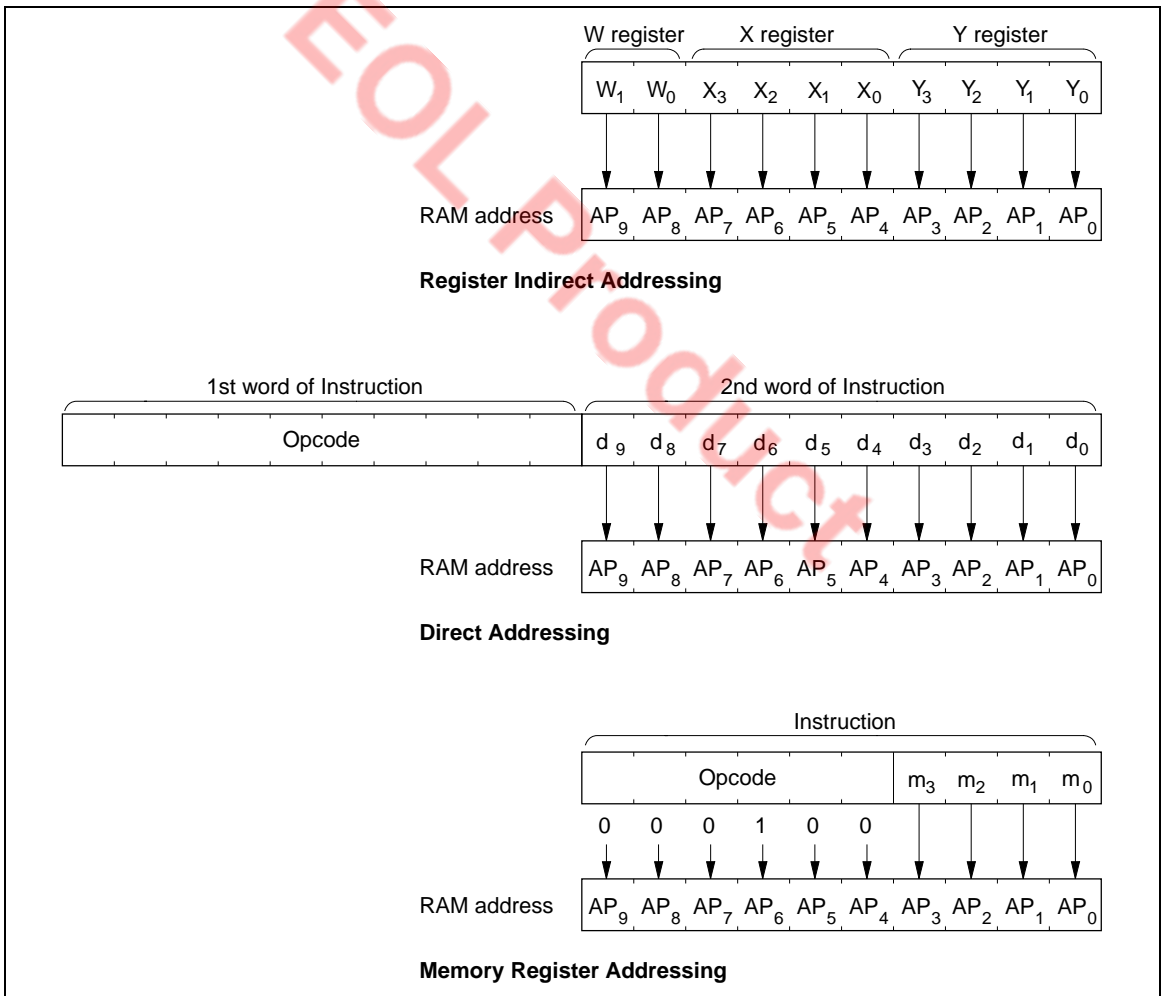 W register X register Y register
W1 W0 X3 X2 X1 X0 Y3 Y2 Y1 Y0
RAM address AP9 AP8 AP7 AP6 AP5 AP4 AP3 AP2 AP1 AP0
Register Indirect Addressing
1st word of Instruction 2nd word of Instruction
Opcode d9 d8 d7 d6 d5 d4 d3 d2 d1 d0
RAM address AP9 AP8 AP7 AP6 AP5 AP4 AP3 AP2 AP1 AP0
Direct Addressing
Instruction
Opcode m3 m2 m1 m0
0 0 0 1 0 0
RAM address AP9 AP8 AP7 AP6 AP5 AP4 AP3 AP2 AP1 AP0
Memory Register Addressing
EOL Product